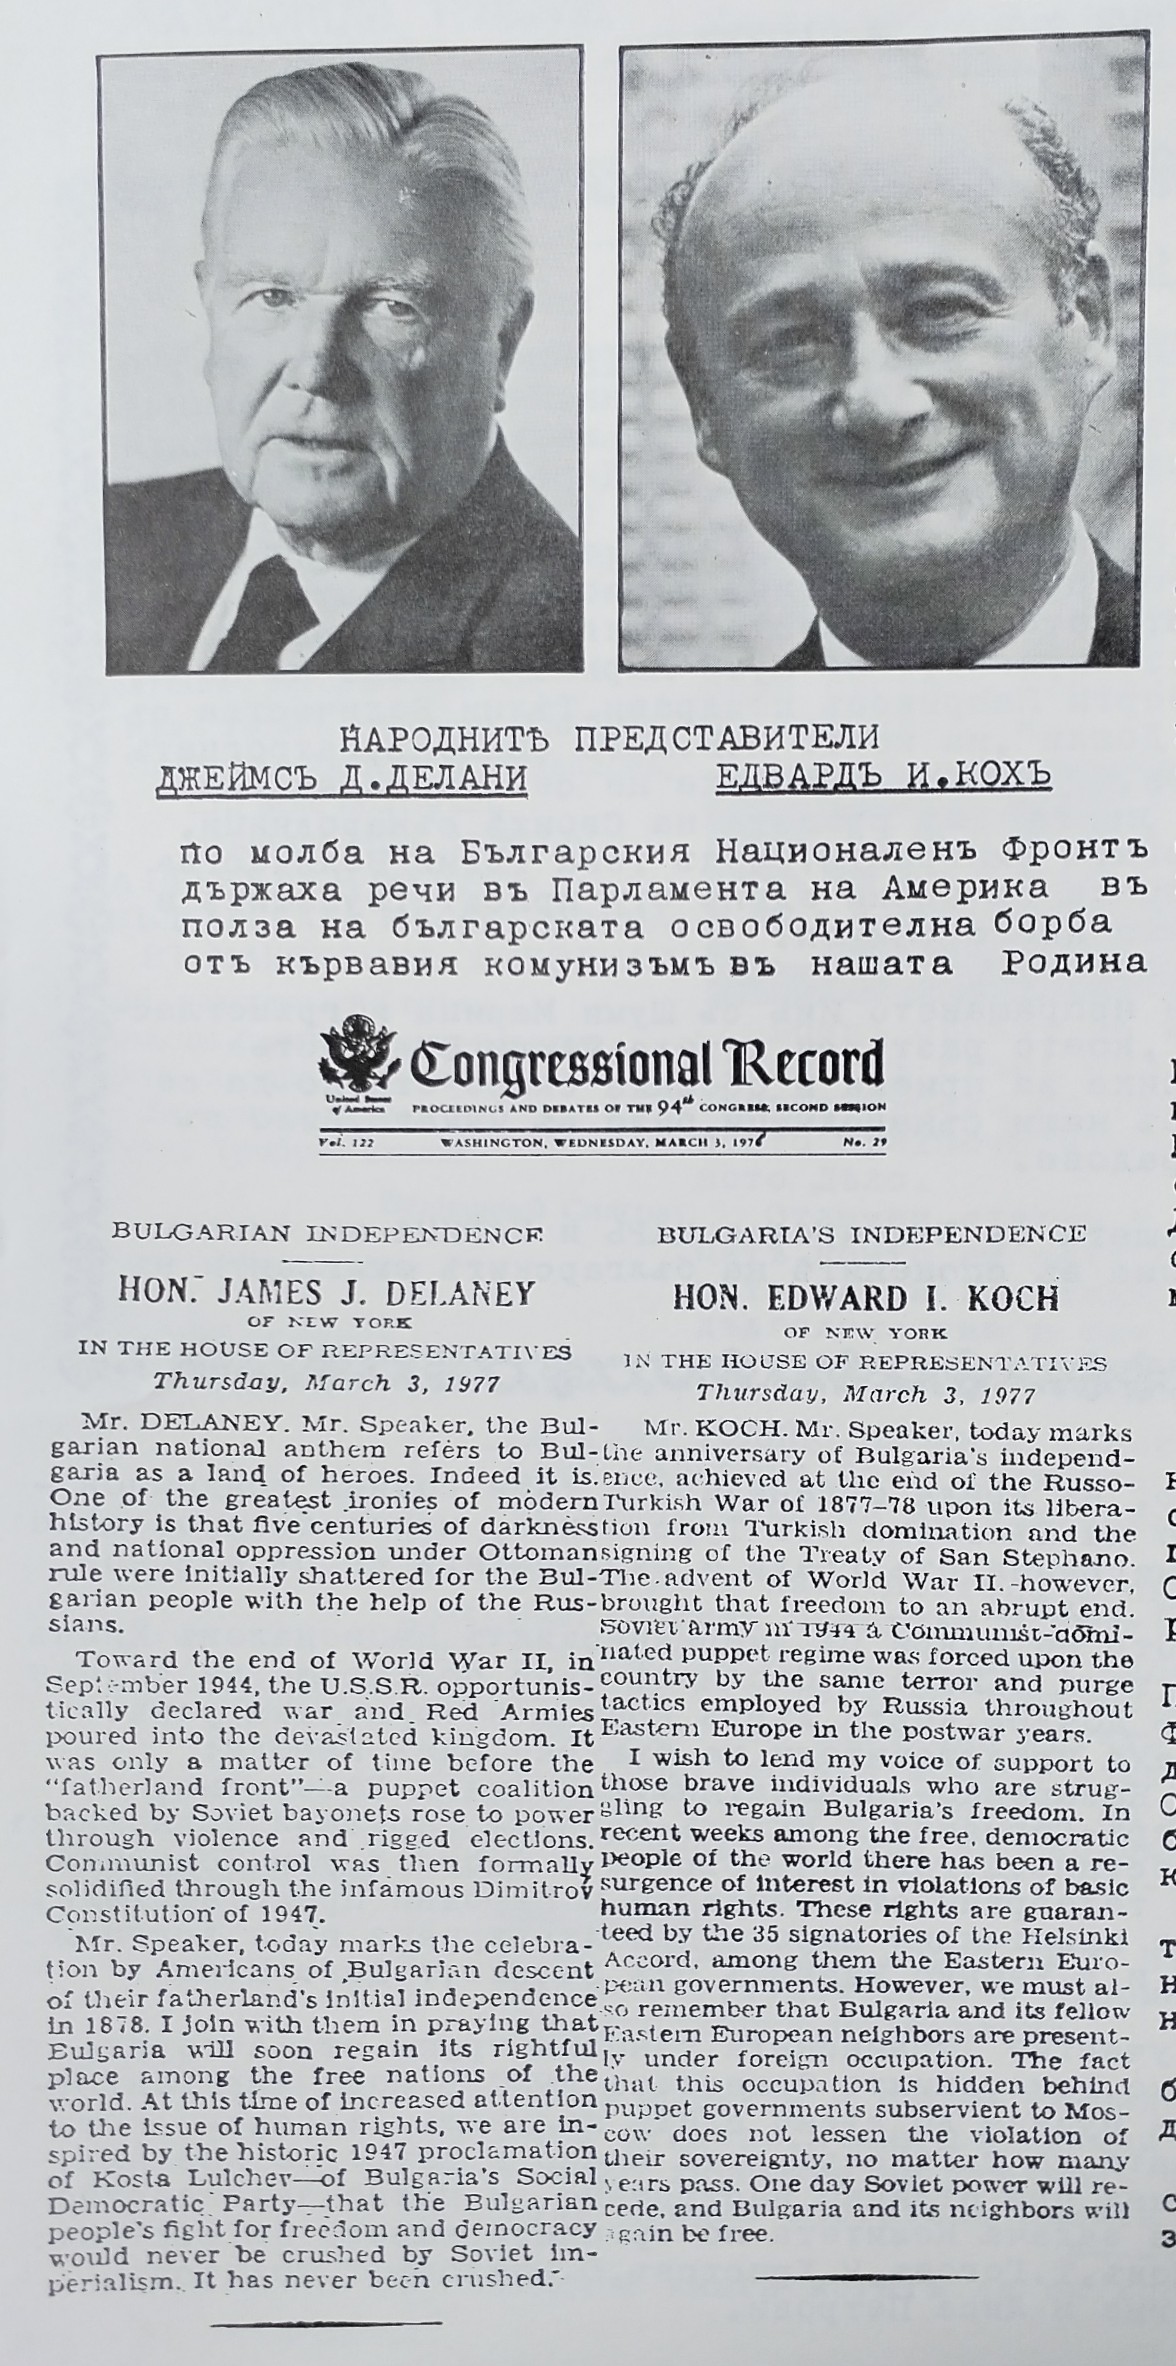 НАРОДНИТѢ ПРЕДСТАВИТЕЛИ
ДЖЕЙМСЪ Д.ДЕЛАНИ
ЕДВАРДЪ И.КОХЪ
по молба на Българския Националенъ Фронтъ
държаха речи въ Парламента на Америка въ
полза на българската освободителна борба
отъ кървавия комунизъмъ въ нашата Родина
Congressional Record
United States
of America
PROCEEDINGS AND DEBATES OF THE 94th CONGRESS, SECOND SESSION
Vol. 122
WASHINGTON, WEDNESDAY, MARCH 3, 1976
No. 29
BULGARIAN INDEPENDENCE
HON. JAMES J. DELANEY
OF NEW YORK
IN THE HOUSE OF REPRESENTATIVES
Thursday, March 3, 1977
Mr. DELANEY. Mr. Speaker, the Bul-
garian national anthem refers to Bul-
garia as a land of heroes. Indeed it is.
One of the greatest ironies of modern
history is that five centuries of darkness
and national oppression under Ottoman
rule were initially shattered for the Bul-
garian people with the help of the Rus-
sians.
Toward the end of World War II, in
September 1944, the U.S.S.R. opportunis-
tically declared war and Red Armies
poured into the devastated kingdom. It
was only a matter of time before the
"fatherland front"—a puppet coalition
backed by Soviet bayonets rose to power
through violence and rigged elections.
Communist control was then formally
solidified through the infamous Dimitrov
Constitution of 1947.
Mr. Speaker, today marks the celebra-
tion by Americans of Bulgarian descent
of their fatherland's initial independence
in 1878. I join with them in praying that
Bulgaria will soon regain its rightful
place among the free nations of the
world. At this time of increased attention
to the issue of human rights, we are in-
spired by the historic 1947 proclamation
of Kosta Lulchev—of Bulgaria's Social
Democratic Party—that the Bulgarian
people's fight for freedom and democracy
would never be crushed by Soviet im-
perialism. It has never been crushed.
BULGARIA'S INDEPENDENCE
HON. EDWARD I. KOCH
OF NEW YORK
IN THE HOUSE OF REPRESENTATIVES
Thursday, March 3, 1977
Mr. KOCH. Mr. Speaker, today marks
the anniversary of Bulgaria's independ-
ence, achieved at the end of the Russo-
Turkish War of 1877–78 upon its libera-
tion from Turkish domination and the
signing of the Treaty of San Stephano.
The advent of World War II, however,
brought that freedom to an abrupt end.
Soviet army in 1944 a Communist-domi-
nated puppet regime was forced upon the
country by the same terror and purge
tactics employed by Russia throughout
Eastern Europe in the postwar years.
I wish to lend my voice of support to
those brave individuals who are strug-
gling to regain Bulgaria's freedom. In
recent weeks among the free, democratic
people of the world there has been a re-
surgence of interest in violations of basic
human rights. These rights are guaran-
teed by the 35 signatories of the Helsinki
Accord, among them the Eastern Euro-
pean governments. However, we must al-
so remember that Bulgaria and its fellow
Eastern European neighbors are present-
ly under foreign occupation. The fact
that this occupation is hidden behind
puppet governments subservient to Mos-
cow does not lessen the violation of
their sovereignty, no matter how many
years pass. One day Soviet power will re-
cede, and Bulgaria and its neighbors will
again be free.